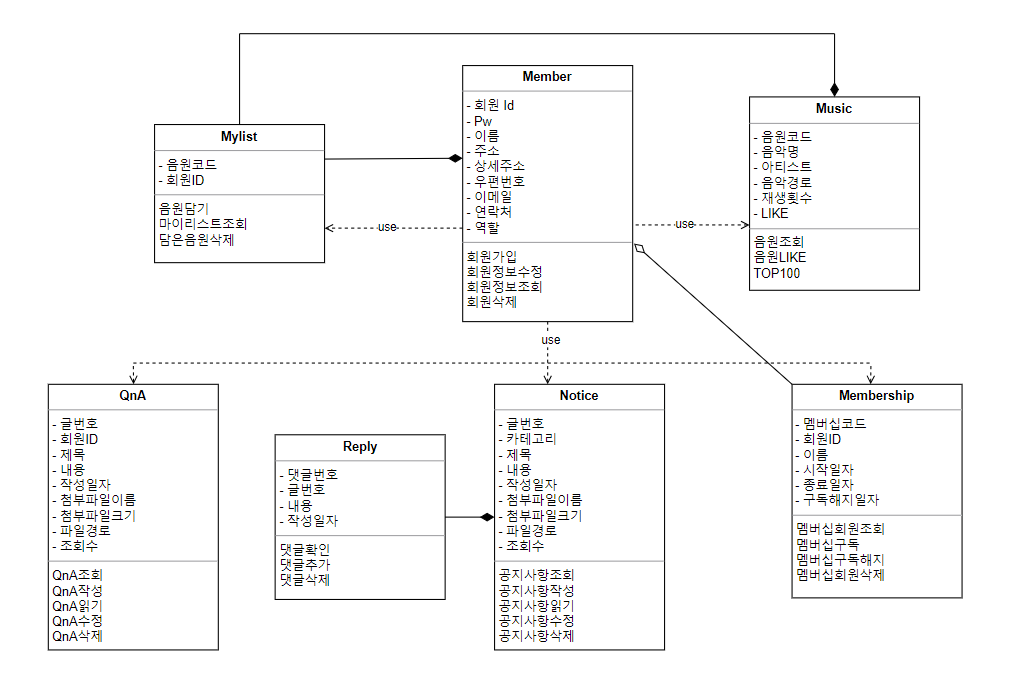 Member
- 회원 Id
- Pw
- 이름
- 주소
- 상세주소
- 우편번호
- 이메일
- 연락처
- 역할
회원가입
회원정보수정
회원정보조회
회원삭제
Music
- 음원코드
- 음악명
- 아티스트
- 음악경로
- 재생횟수
- LIKE
음원조회
음원LIKE
TOP100
Mylist
- 음원코드
- 회원ID
음원담기
마이리스트조회
담은음원삭제
use
use
use
QnA
- 글번호
- 회원ID
- 제목
- 내용
- 작성일자
- 첨부파일이름
- 첨부파일크기
- 파일경로
- 조회수
QnA조회
QnA작성
QnA읽기
QnA수정
QnA삭제
Reply
- 댓글번호
- 글번호
- 내용
- 작성일자
댓글확인
댓글추가
댓글삭제
Notice
- 글번호
- 카테고리
- 제목
- 내용
- 작성일자
- 첨부파일이름
- 첨부파일크기
- 파일경로
- 조회수
공지사항조회
공지사항작성
공지사항읽기
공지사항수정
공지사항삭제
Membership
- 멤버십코드
- 회원ID
- 이름
- 시작일자
- 종료일자
- 구독해지일자
멤버십회원조회
멤버십구독
멤버십구독해지
멤버십회원삭제